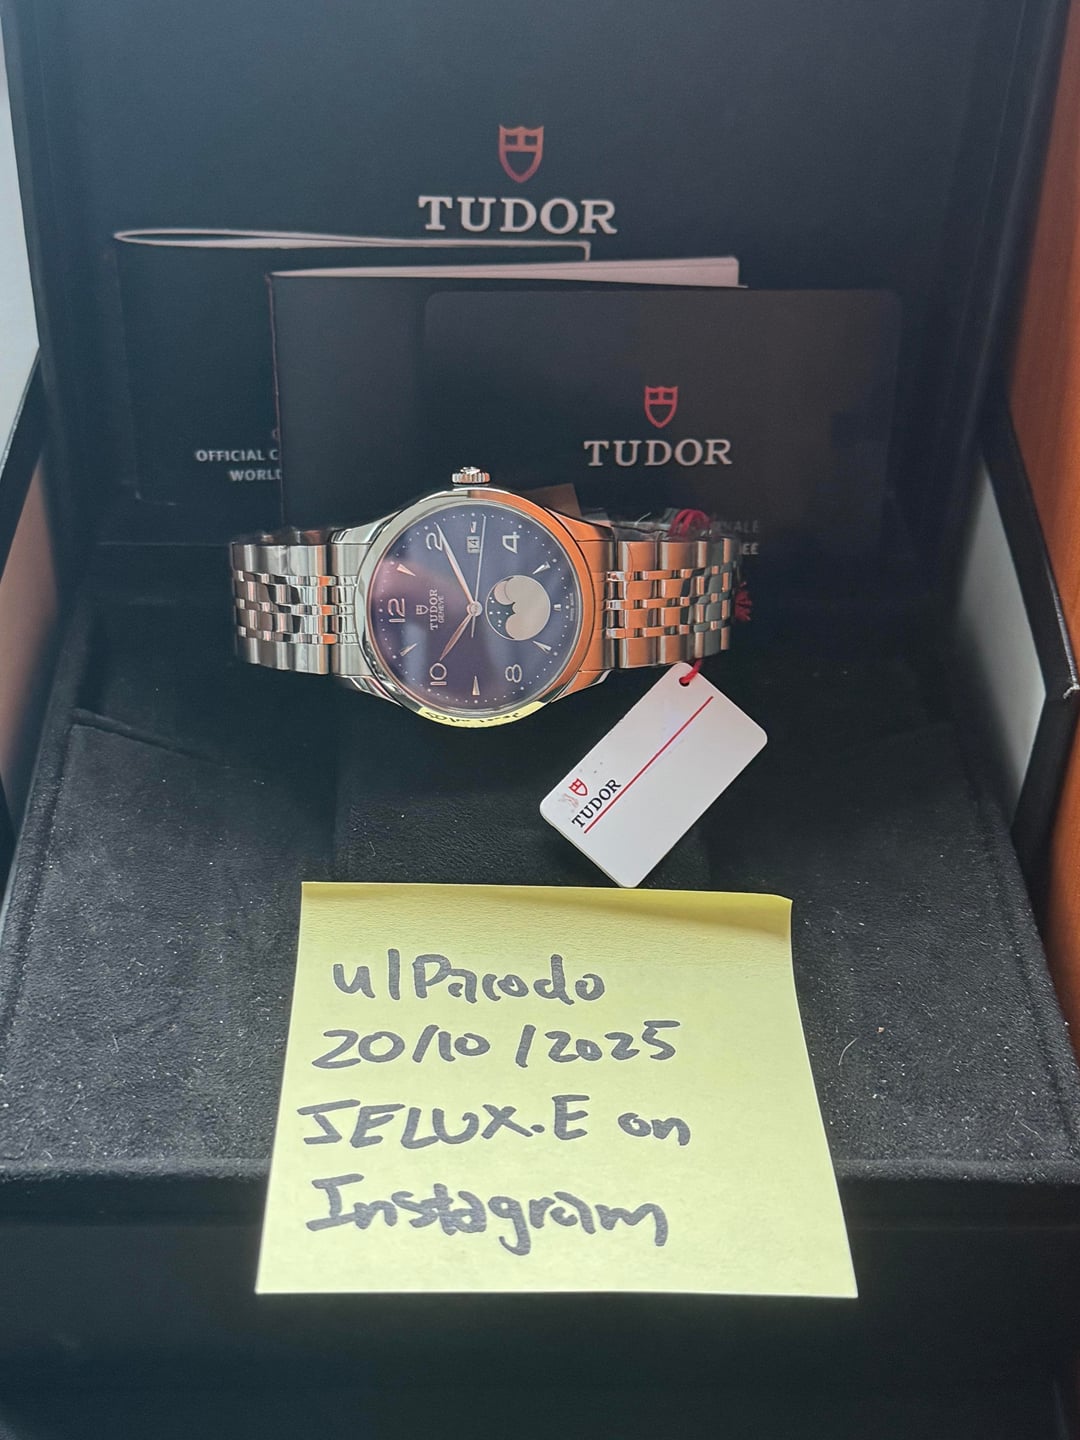 TUDOR
OFFICIAL
WORLD
TUDOR
2
4
12
TUDOR
GENEVE
10
8
TUDOR
u/Pacodo
20/10/2025
JELUX.E on
Instagram